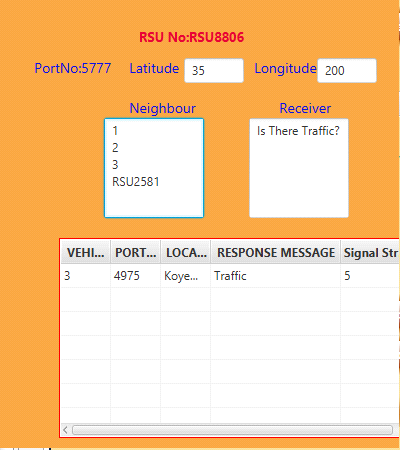 RSU No:RSU8806
PortNo:5777 Latitude 35 Longitude 200
Neighbour Receiver
1 Is There Traffic?
2
3
RSU2581
VEHI... PORT... LOCA... RESPONSE MESSAGE Signal Str
3 4975 Koye... Traffic 5